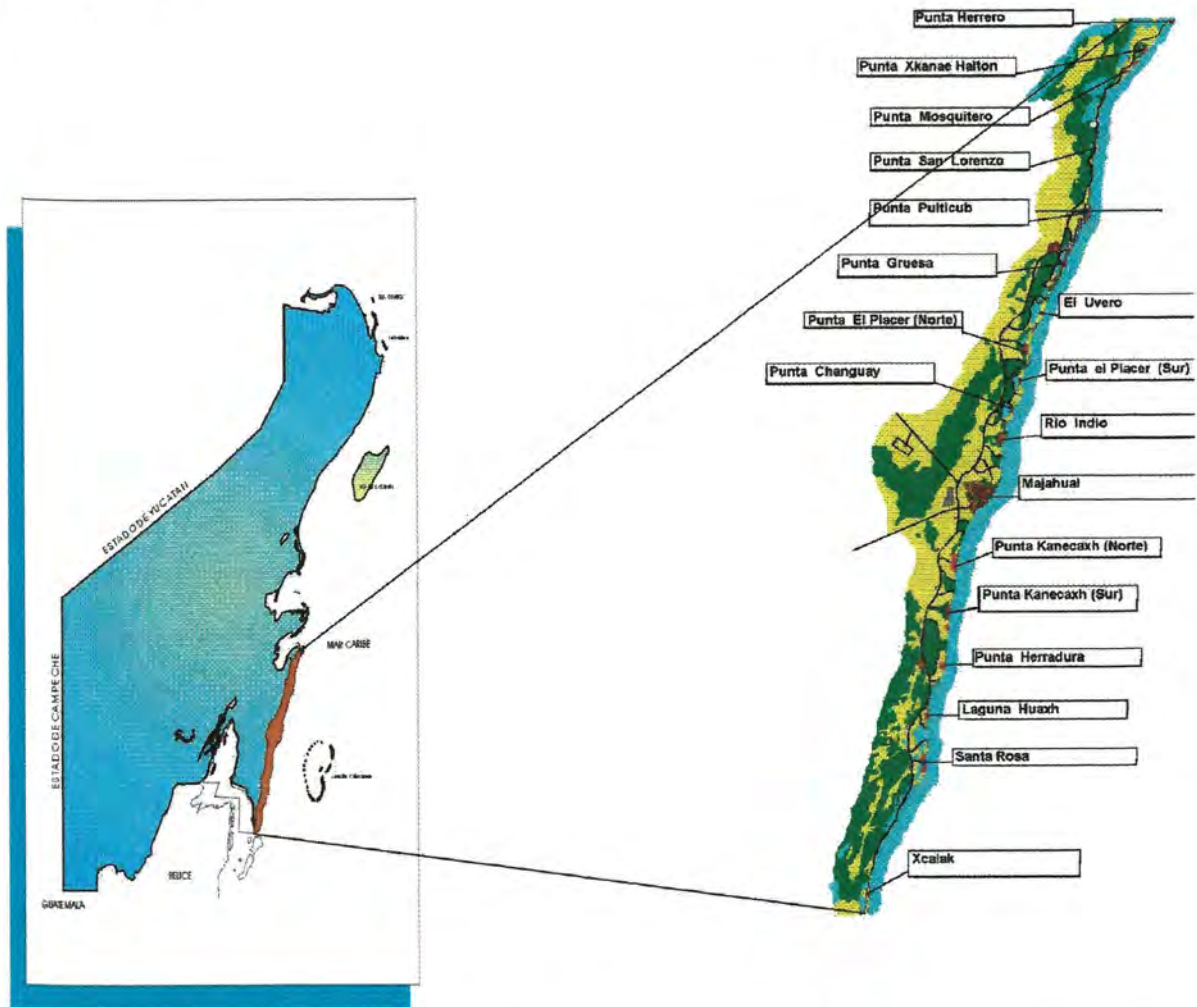 Punta Herrero
Punta Xkanae Halton
Punta Mosquitero
Punta San Lorenzo
Punta Pulticub
Punta Gruesa
El Uvero
Punta El Placer (Norte)
Punta el Placer (Sur)
Punta Changuay
Rio Indio
Majahual
Punta Kanecaxh (Norte)
Punta Kanecaxh (Sur)
Punta Herradura
Laguna Huaxh
Santa Rosa
Xcalak
ESTADO DE YUCATAN
ESTADO DE CAMPECHE
MAR CARIBE
BELICE
GUATEMALA